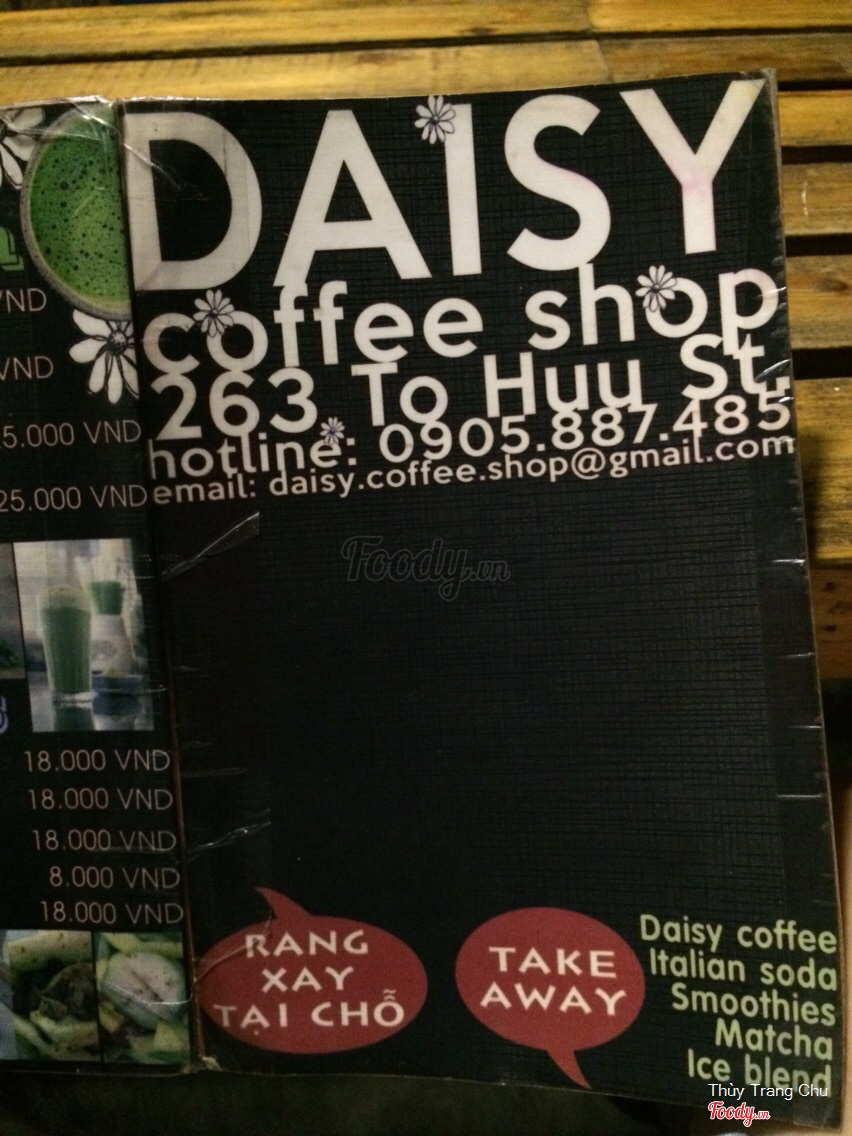 VND
VND
5.000 VND
25.000 VND
18.000 VND
18.000 VND
18.000 VND
8.000 VND
18.000 VND
DAISY
coffee shop
263 To Huu St.
hotline: 0905.887.485
email: daisy.coffee.shop@gmail.com
Foody.vn
RANG
XAY
TẠI CHỖ
TAKE
AWAY
Daisy coffee
Italian soda
Smoothies
Matcha
Ice blend
Thùy Trang Chu
Foody.vn